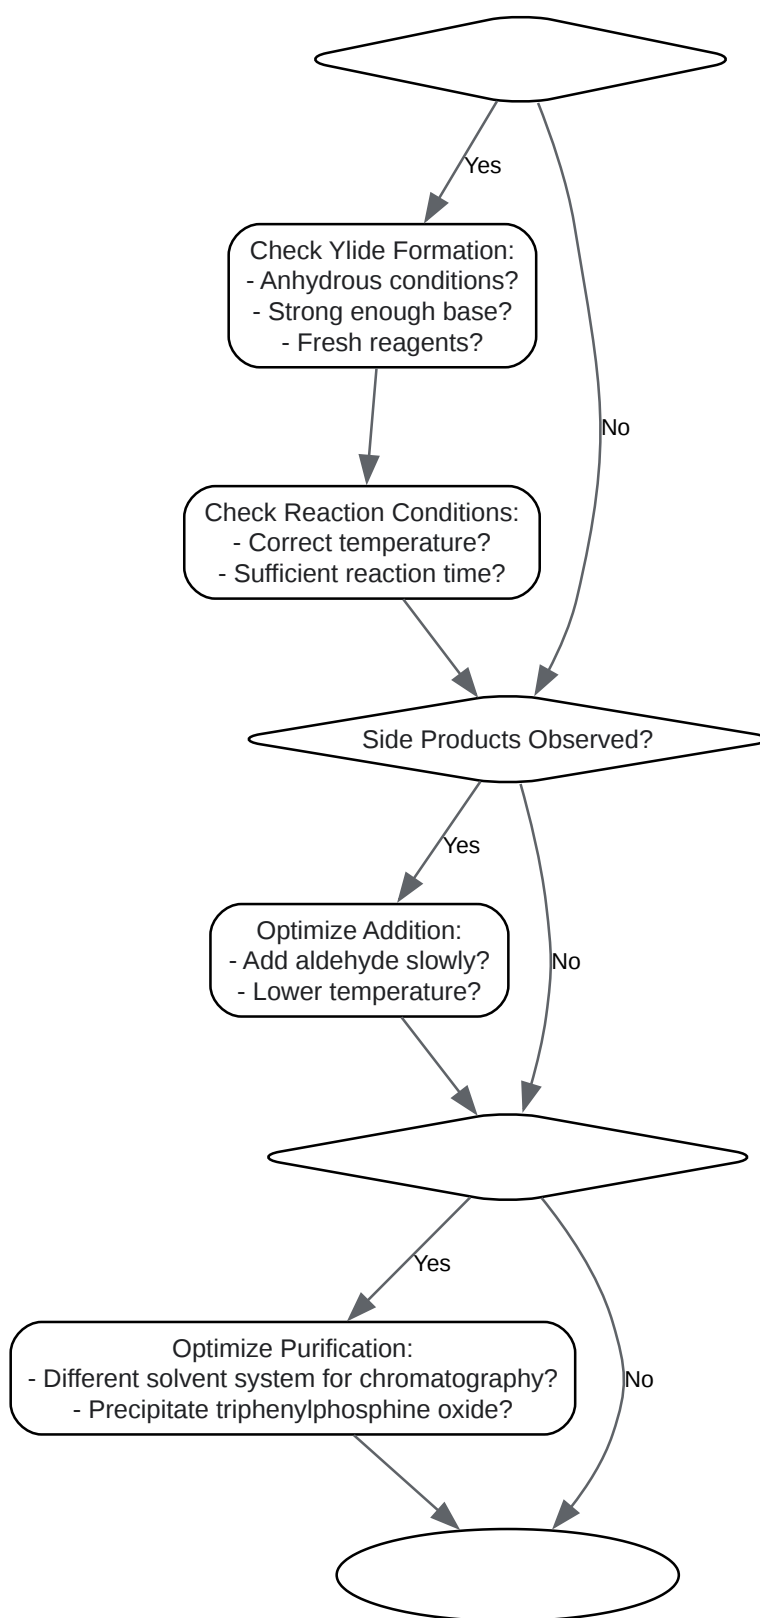 Yes
Check Ylide Formation:
- Anhydrous conditions?
- Strong enough base?
- Fresh reagents?
No
Check Reaction Conditions:
- Correct temperature?
- Sufficient reaction time?
Side Products Observed?
Yes
Optimize Addition:
- Add aldehyde slowly?
- Lower temperature?
No
Yes
Optimize Purification:
- Different solvent system for chromatography?
- Precipitate triphenylphosphine oxide?
No